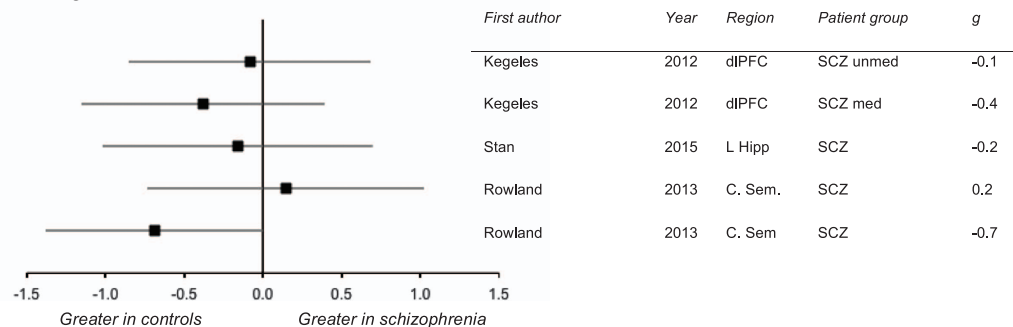 First author Year Region Patient group g
Kegeles 2012 dlPFC SCZ unmed -0.1
Kegeles 2012 dlPFC SCZ med -0.4
Stan 2015 L Hipp SCZ -0.2
Rowland 2013 C. Sem. SCZ 0.2
Rowland 2013 C. Sem SCZ -0.7
-1.5 -1.0 -0.5 0.0 0.5 1.0 1.5
Greater in controls Greater in schizophrenia